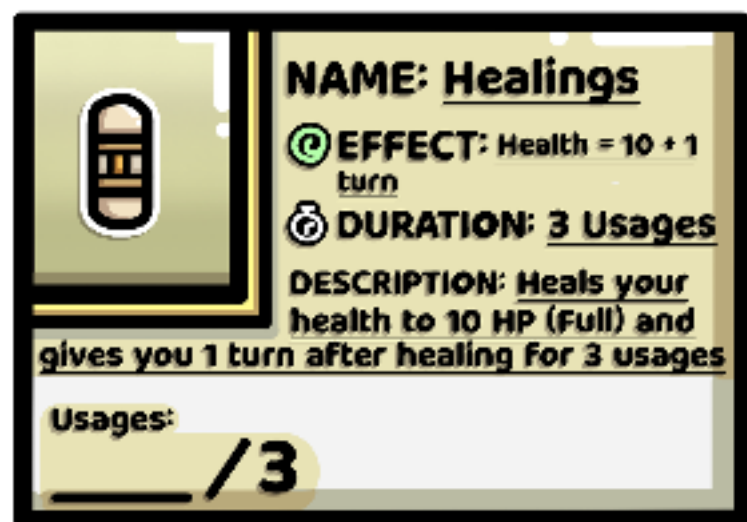 NAME: Healings
EFFECT: Health = 10 + 1
turn
DURATION: 3 Usages
DESCRIPTION: Heals your
health to 10 HP (Full) and
gives you 1 turn after healing for 3 usages
Usages:
___/3